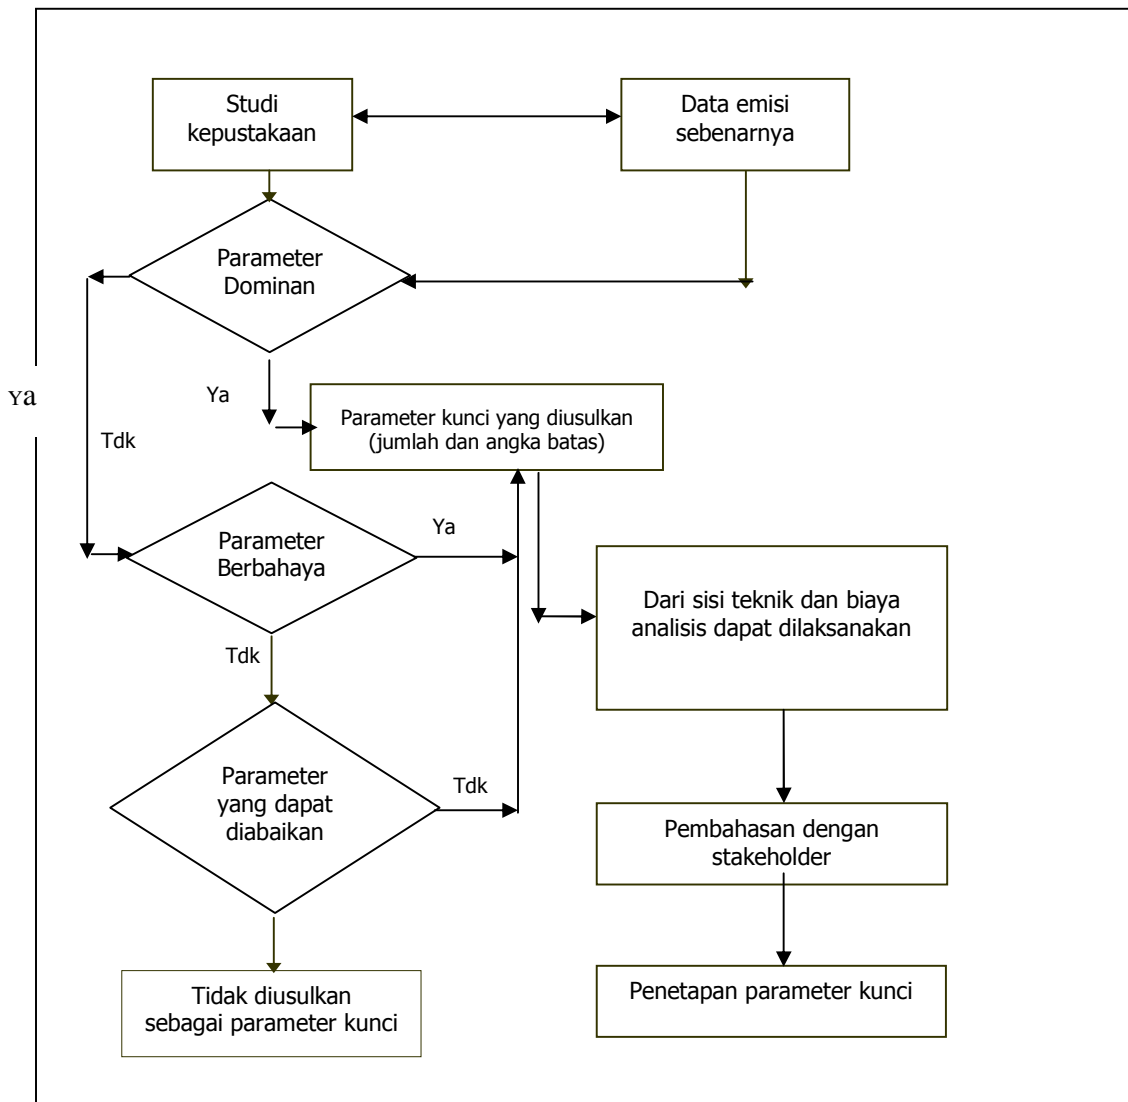 Studi
kepustakaan
Data emisi
sebenarnya
Parameter
Dominan
Ya
Ya
Parameter kunci yang diusulkan
(jumlah dan angka batas)
Tdk
Parameter
Berbahaya
Ya
Dari sisi teknik dan biaya
analisis dapat dilaksanakan
Tdk
Parameter
yang dapat
diabaikan
Tdk
Pembahasan dengan
stakeholder
Tidak diusulkan
sebagai parameter kunci
Penetapan parameter kunci